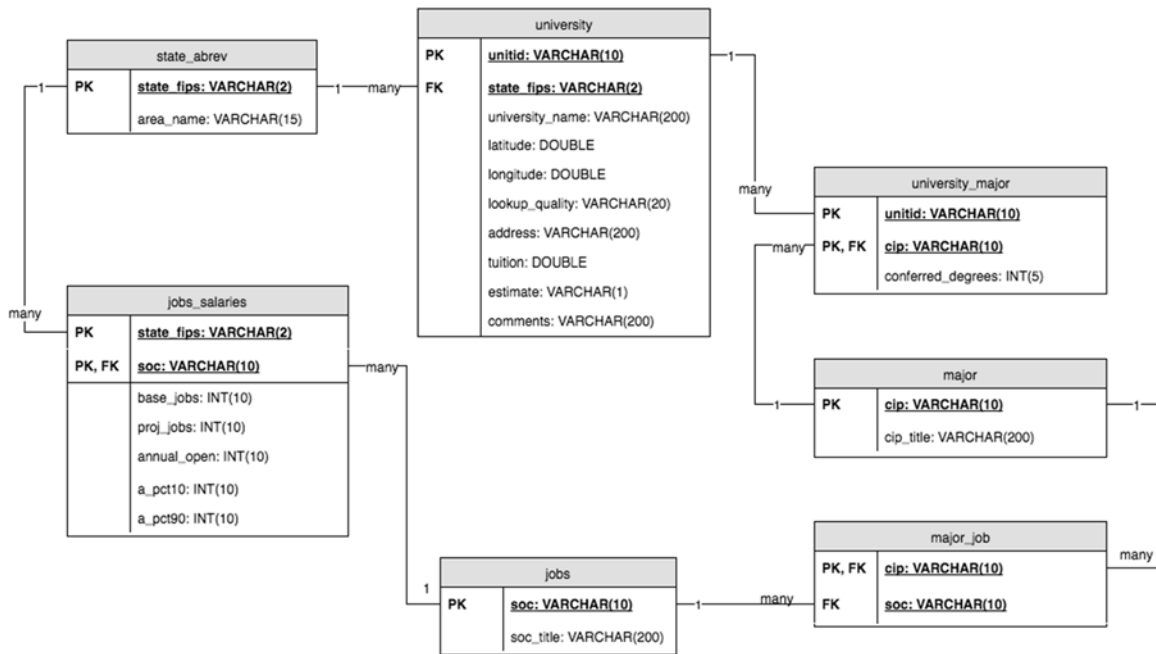 state_abrev
PK state_fips: VARCHAR(2)
area_name: VARCHAR(15)
1
1
many
university
PK unitid: VARCHAR(10)
FK state_fips: VARCHAR(2)
university_name: VARCHAR(200)
latitude: DOUBLE
longitude: DOUBLE
lookup_quality: VARCHAR(20)
address: VARCHAR(200)
tuition: DOUBLE
estimate: VARCHAR(1)
comments: VARCHAR(200)
1
many
university_major
PK unitid: VARCHAR(10)
PK, FK cip: VARCHAR(10)
conferred_degrees: INT(5)
many
many
jobs_salaries
PK state_fips: VARCHAR(2)
PK, FK soc: VARCHAR(10)
base_jobs: INT(10)
proj_jobs: INT(10)
annual_open: INT(10)
a_pct10: INT(10)
a_pct90: INT(10)
many
major
PK cip: VARCHAR(10)
cip_title: VARCHAR(200)
1
1
jobs
PK soc: VARCHAR(10)
soc_title: VARCHAR(200)
1
1
many
major_job
PK, FK cip: VARCHAR(10)
FK soc: VARCHAR(10)
many